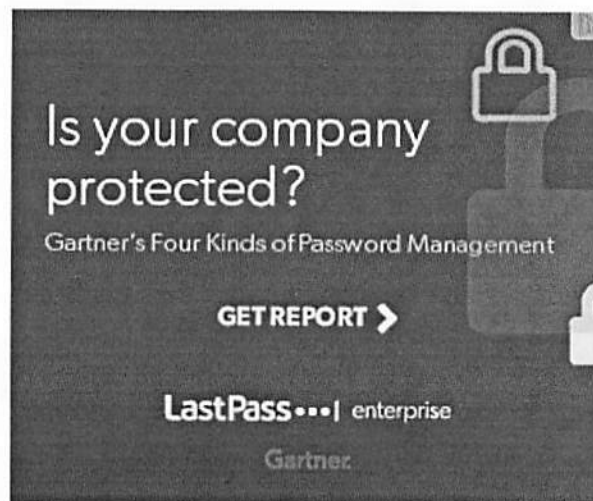 Is your company
protected?
Gartner's Four Kinds of Password Management
GET REPORT ❯
LastPass•••| enterprise
Gartner.